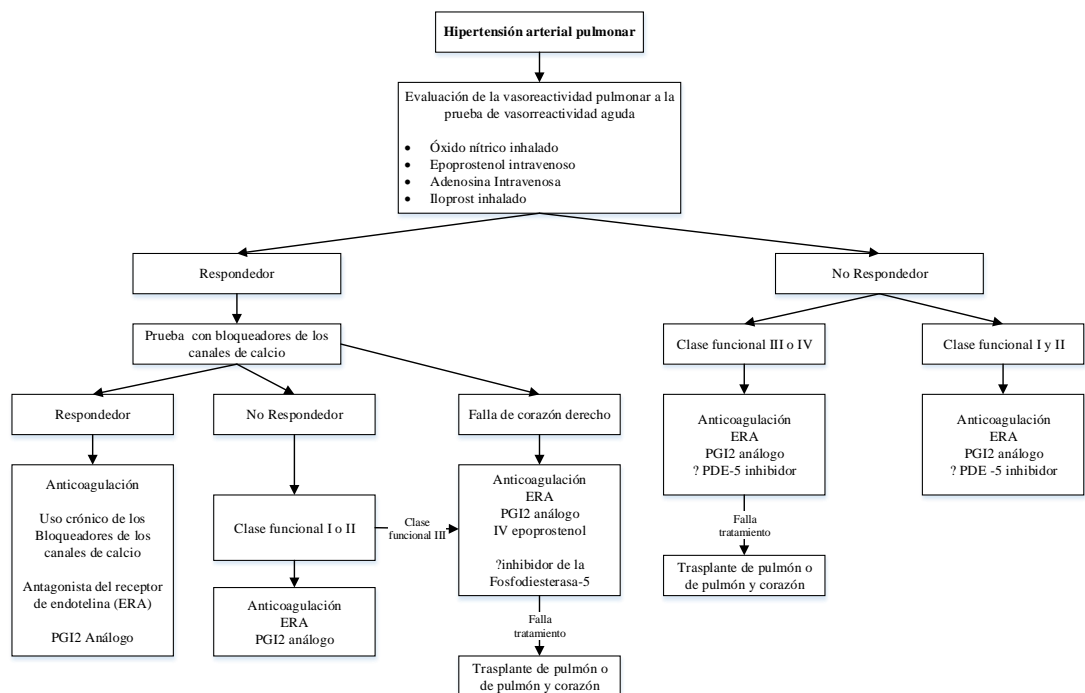 Hipertensión arterial pulmonar
Evaluación de la vasoreactividad pulmonar a la
prueba de vasorreactividad aguda
• Óxido nítrico inhalado
• Epoprostenol intravenoso
• Adenosina Intravenosa
• Iloprost inhalado
Respondedor
No Respondedor
Prueba con bloqueadores de los
canales de calcio
Clase funcional III o IV
Clase funcional I y II
Respondedor
No Respondedor
Falla de corazón derecho
Anticoagulación
ERA
PGI2 análogo
? PDE-5 inhibidor
Anticoagulación
ERA
PGI2 análogo
? PDE -5 inhibidor
Anticoagulación
Uso crónico de los
Bloqueadores de los
canales de calcio
Antagonista del receptor
de endotelina (ERA)
PGI2 Análogo
Clase funcional I o II
Clase
funcional III
Anticoagulación
ERA
PGI2 análogo
IV epoprostenol
?inhibidor de la
Fosfodiesterasa-5
Falla
tratamiento
Trasplante de pulmón o
de pulmón y corazón
Anticoagulación
ERA
PGI2 análogo
Falla
tratamiento
Trasplante de pulmón o
de pulmón y corazón